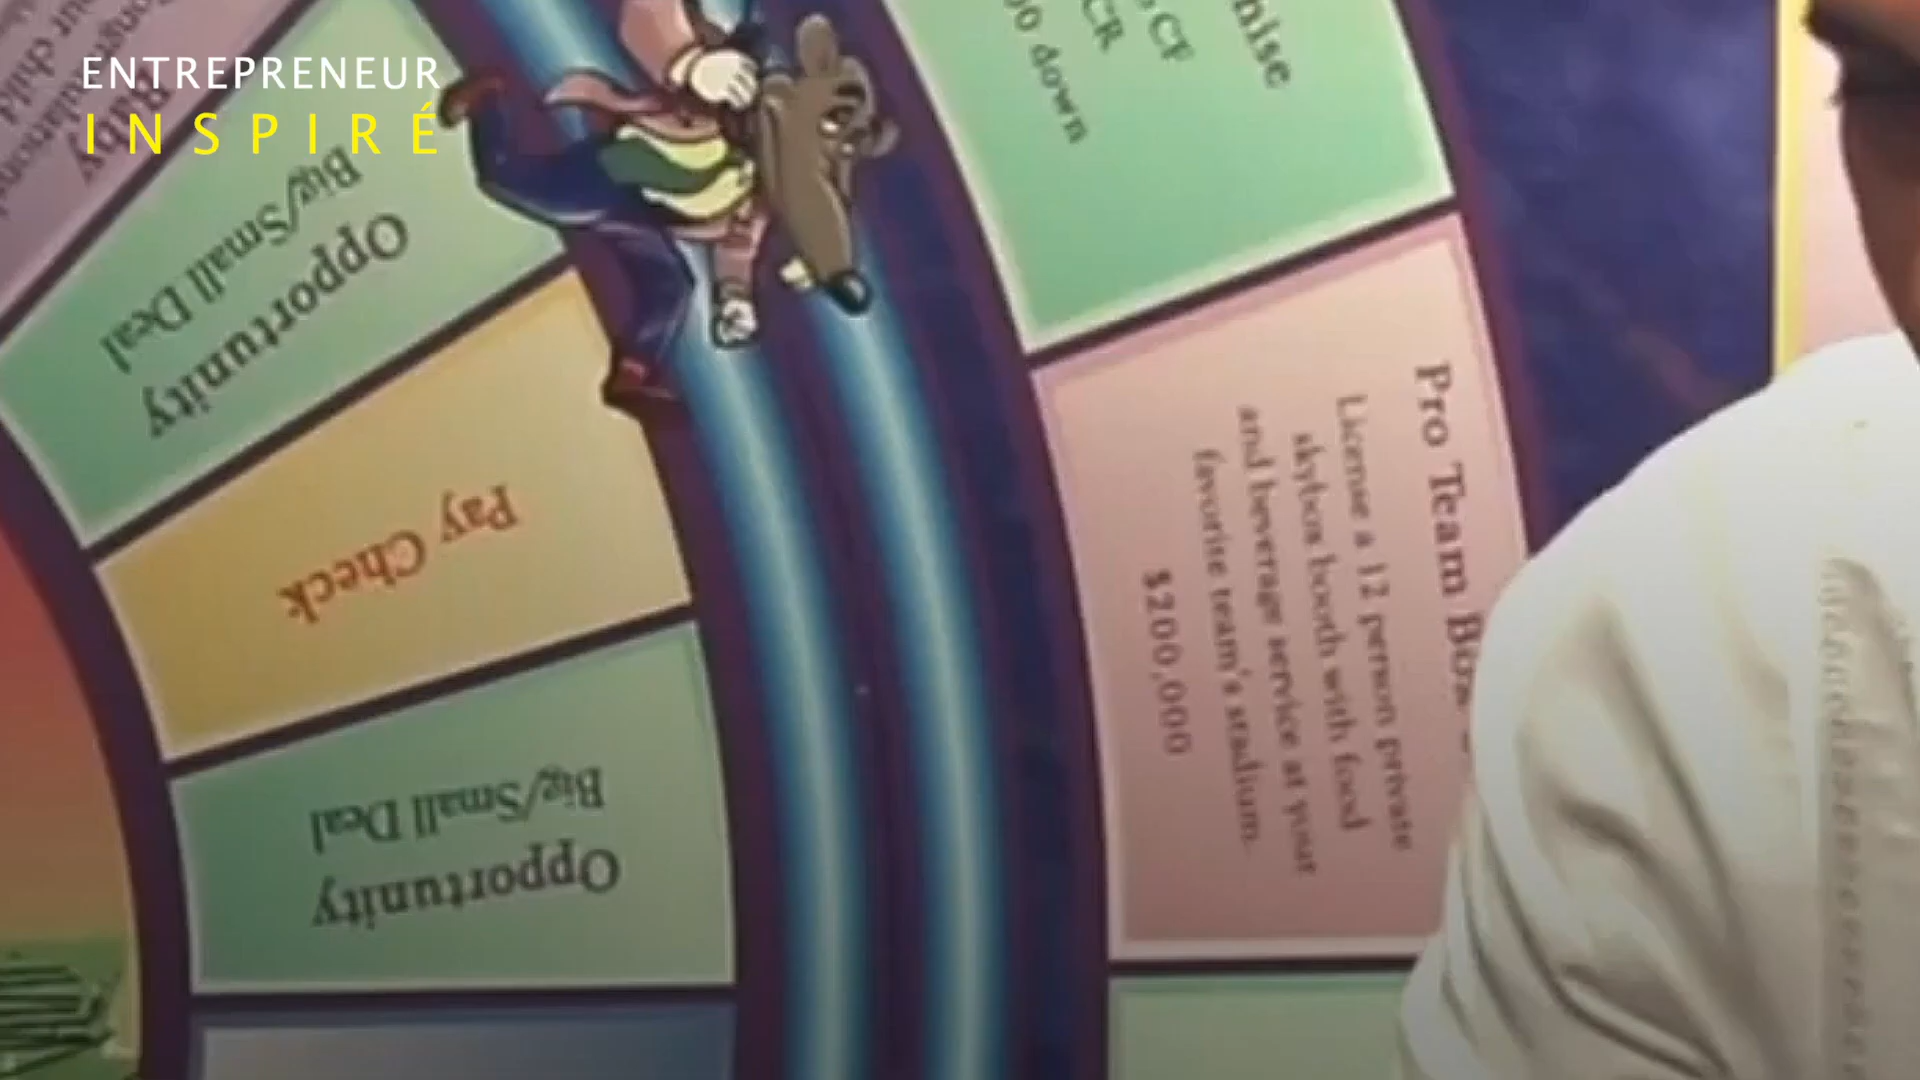 ENTREPRENEUR
INSPIRÉ
Baby
Opportunity
Big/Small Deal
Pay Check
Opportunity
Big/Small Deal
CF
CR
down
Pro Team
License a 12 person private
skybox booth with food
and beverage service at your
favorite team's stadium.
$200,000